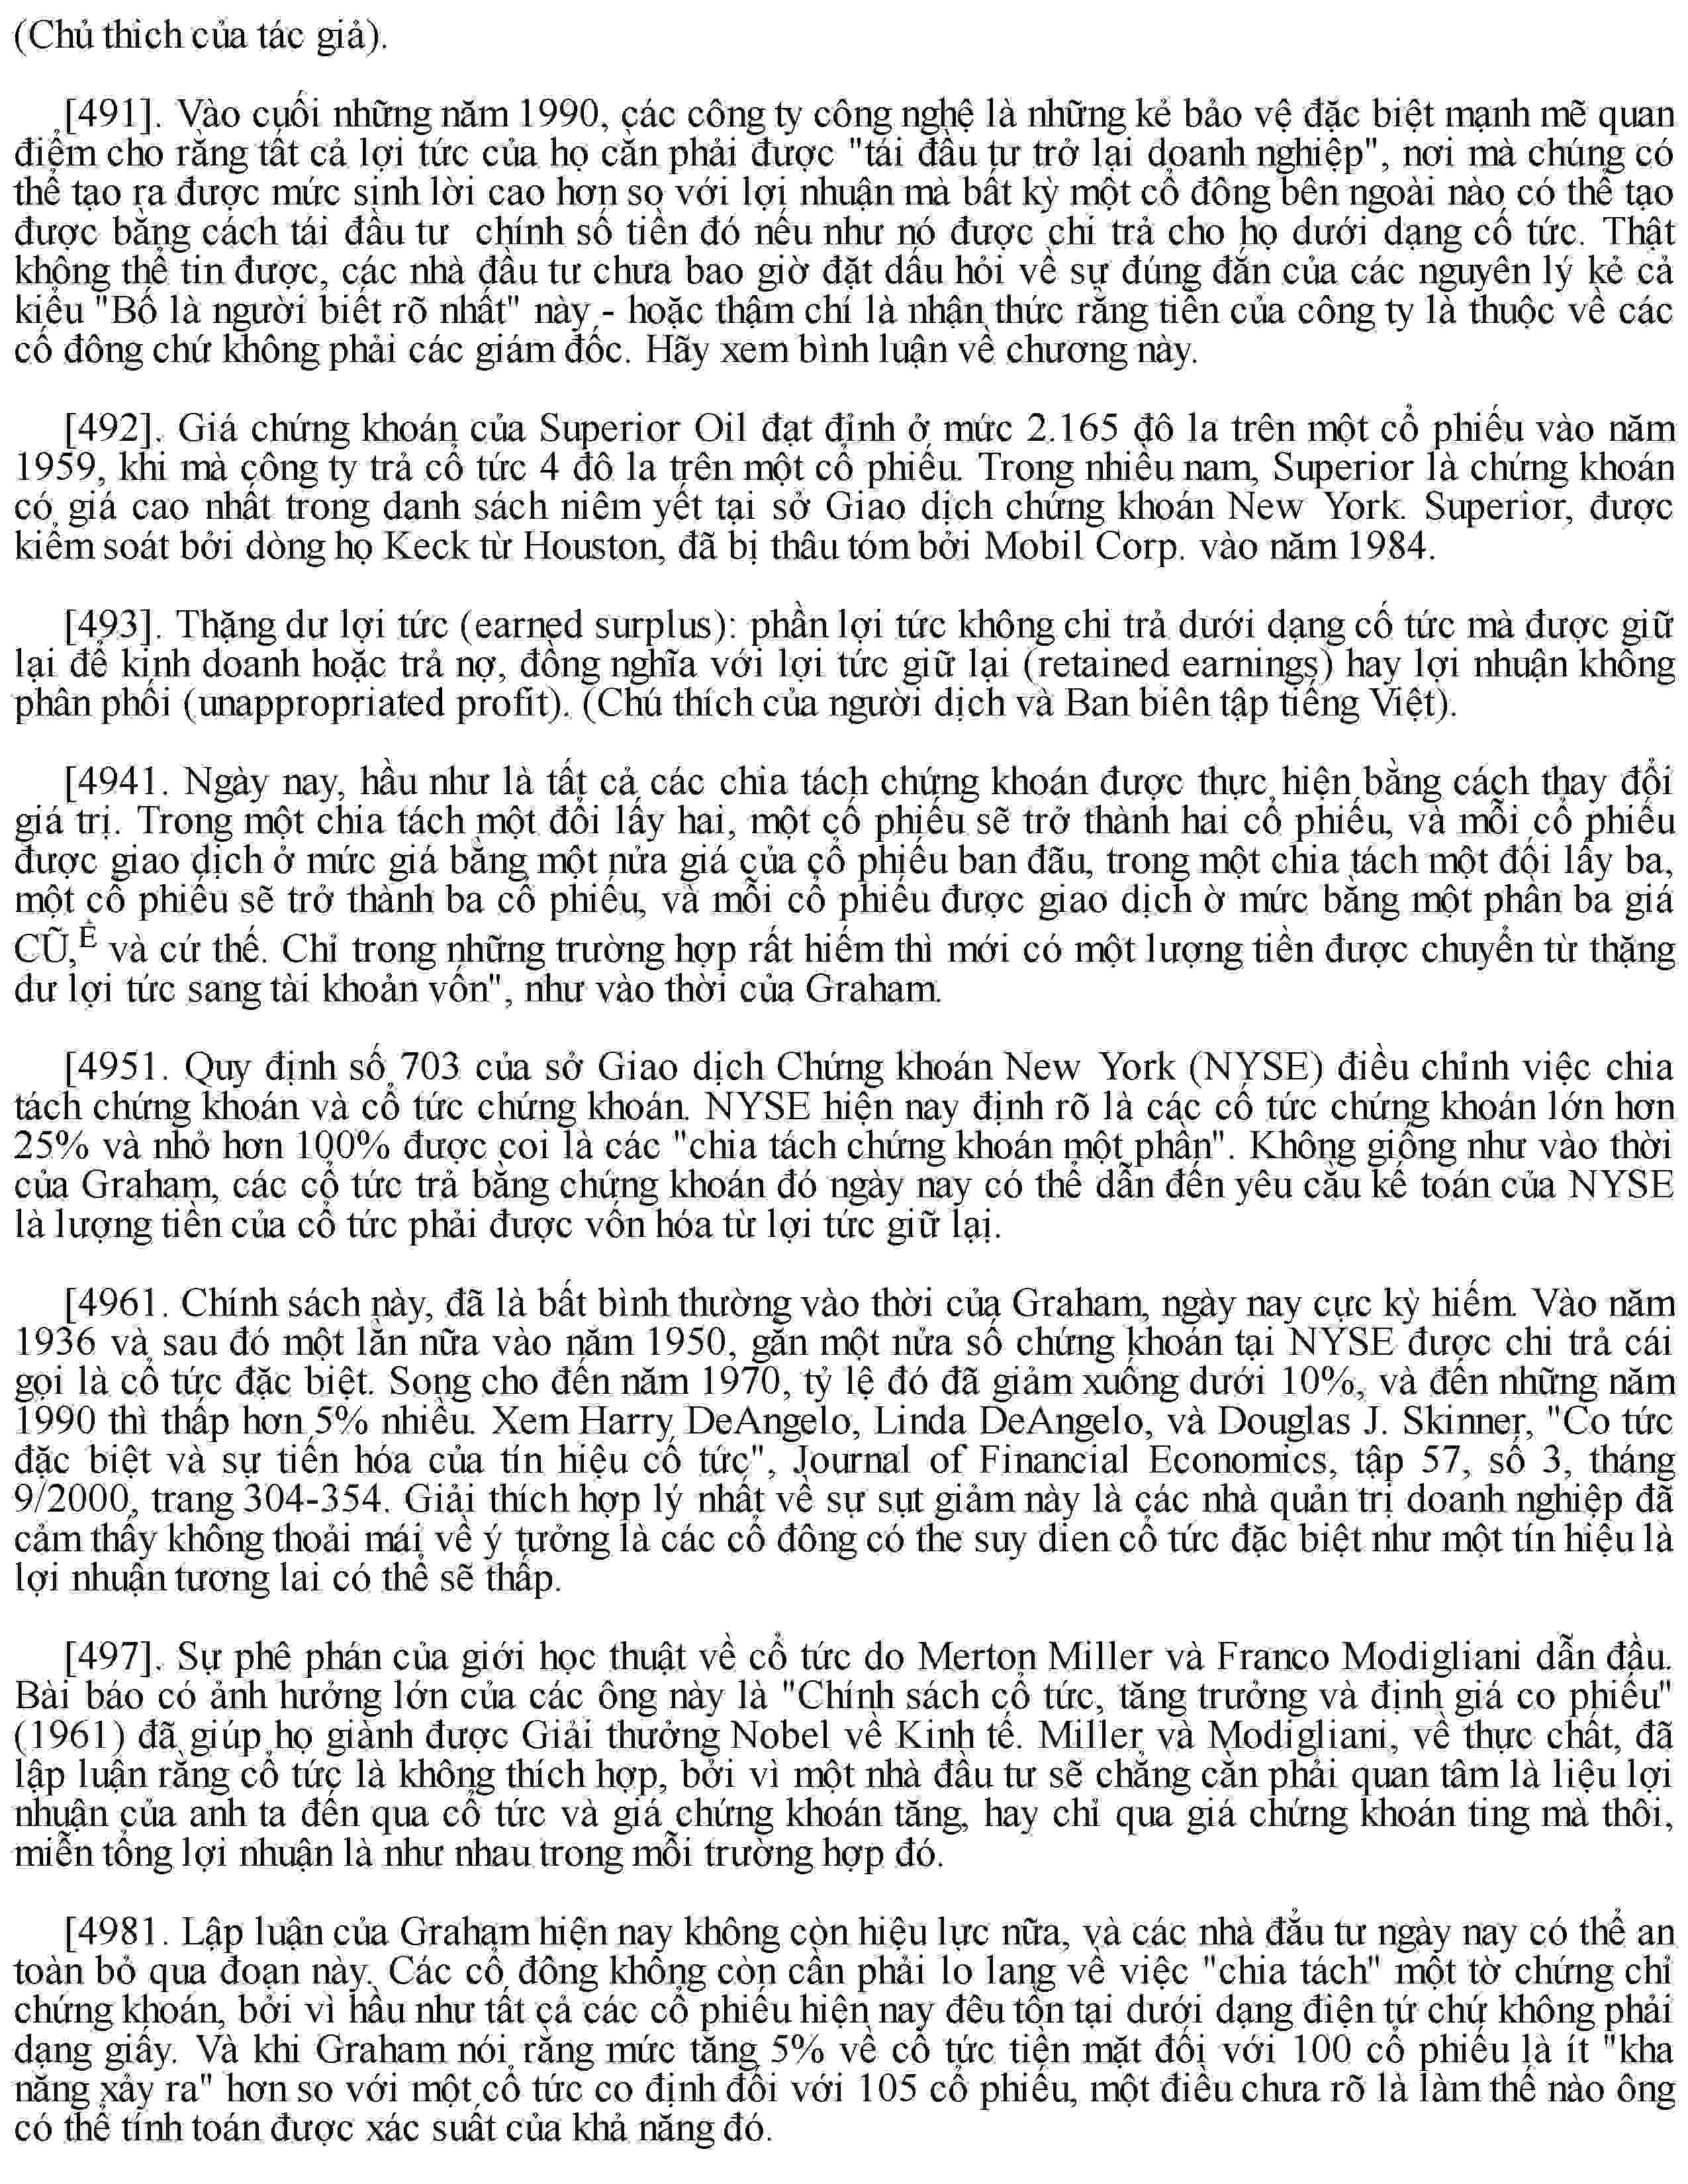 (Chủ thich của tác giả).
[491]. Vào cuối những năm 1990, các công ty công nghệ là những kẻ bảo vệ đặc biệt mạnh mẽ quan
điểm cho rằng tất cả lợi tức của họ cần phải được "tái đầu tư trở lại doanh nghiệp", nơi mà chúng có
thể tạo ra được mức sinh lời cao hơn so với lợi nhuận mà bất kỳ một cổ đông bên ngoài nào có thể tạo
được bằng cách tái đầu tư chính số tiền đó nếu như nó được chi trả cho họ dưới dạng cổ tức. Thật
không thể tin được, các nhà đầu tư chưa bao giờ đặt dấu hỏi về sự đúng đắn của các nguyên lý kẻ cả
kiểu "Bố là người biết rõ nhất" này - hoặc thậm chí là nhận thức rằng tiền của công ty là thuộc về các
cổ đông chứ không phải các giám đốc. Hãy xem bình luận về chương này.
[492]. Giá chứng khoán của Superior Oil đạt đỉnh ở mức 2.165 đô la trên một cổ phiếu vào năm
1959, khi mà công ty trả cổ tức 4 đô la trên một cổ phiếu. Trong nhiều nam, Superior là chứng khoán
có giá cao nhất trong danh sách niêm yết tại sở Giao dịch chứng khoán New York. Superior, được
kiểm soát bởi dòng họ Keck từ Houston, đã bị thâu tóm bởi Mobil Corp. vào năm 1984.
[493]. Thặng dư lợi tức (earned surplus): phần lợi tức không chi trả dưới dạng cổ tức mà được giữ
lại để kinh doanh hoặc trả nợ, đồng nghĩa với lợi tức giữ lại (retained earnings) hay lợi nhuận không
phân phối (unappropriated profit). (Chú thích của người dịch và Ban biên tập tiếng Việt).
[4941. Ngày nay, hầu như là tất cả các chia tách chứng khoán được thực hiện bằng cách thay đổi
giá trị. Trong một chia tách một đổi lấy hai, một cổ phiếu sẽ trở thành hai cổ phiếu, và mỗi cổ phiếu
được giao dịch ở mức giá bằng một nửa giá của cổ phiếu ban đãu, trong một chia tách một đổi lấy ba,
một cổ phiếu sẽ trở thành ba cổ phiếu, và mỗi cổ phiếu được giao dịch ờ mức bằng một phần ba giá
CŨ,Ê và cứ thế. Chỉ trong những trường hợp rất hiếm thì mới có một lượng tiền được chuyển từ thặng
dư lợi tức sang tài khoản vốn", như vào thời của Graham.
[4951. Quy định số 703 của sở Giao dịch Chứng khoán New York (NYSE) điều chỉnh việc chia
tách chứng khoán và cổ tức chứng khoán. NYSE hiện nay định rõ là các cổ tức chứng khoán lớn hơn
25% và nhỏ hơn 100% được coi là các "chia tách chứng khoán một phần". Không giống như vào thời
của Graham, các cổ tức trả bằng chứng khoán đó ngày nay có thể dẫn đến yêu cầu kế toán của NYSE
là lượng tiền của cổ tức phải được vốn hóa từ lợi tức giữ lại.
[4961. Chính sách này, đã là bất bình thường vào thời của Graham, ngày nay cực kỳ hiếm. Vào năm
1936 và sau đó một lần nữa vào năm 1950, gần một nửa số chứng khoán tại NYSE được chi trả cái
gọi là cổ tức đặc biệt. Song cho đến năm 1970, tỷ lệ đó đã giảm xuống dưới 10%, và đến những năm
1990 thì thấp hơn 5% nhiều. Xem Harry DeAngelo, Linda DeAngelo, và Douglas J. Skinner, "Co tức
đặc biệt và sự tiến hóa của tín hiệu cổ tức", Journal of Financial Economics, tập 57, số 3, tháng
9/2000, trang 304-354. Giải thích hợp lý nhất về sự sụt giảm này là các nhà quản trị doanh nghiệp đã
cảm thấy không thoải mái về ý tưởng là các cổ đông có the suy dien cổ tức đặc biệt như một tín hiệu là
lợi nhuận tương lai có thể sẽ thấp.
[497]. Sự phê phán của giới học thuật về cổ tức do Merton Miller và Franco Modigliani dẫn đầu.
Bài báo có ảnh hưởng lớn của các ông này là "Chính sách cổ tức, tăng trưởng và định giá co phiếu"
(1961) đã giúp họ giành được Giải thưởng Nobel về Kinh tế. Miller và Modigliani, về thực chất, đã
lập luận rằng cổ tức là không thích hợp, bởi vì một nhà đầu tư sẽ chẳng cần phải quan tâm là liệu lợi
nhuận của anh ta đến qua cổ tức và giá chứng khoán tăng, hay chỉ qua giá chứng khoán ting mà thôi,
miễn tổng lợi nhuận là như nhau trong mỗi trường hợp đó.
[4981. Lập luận của Graham hiện nay không còn hiệu lực nữa, và các nhà đẩu tư ngày nay có thể an
toàn bỏ qua đoạn này. Các cổ đông không còn cần phải lo lang về việc "chia tách" một tờ chứng chỉ
chứng khoán, bởi vì hầu như tất cả các cổ phiếu hiện nay đêu tồn tại dưới dạng điện tử chứ không phải
dạng giấy. Và khi Graham nói rằng mức tăng 5% về cổ tức tiền mặt đối với 100 cổ phiếu là ít "kha
năng xảy ra" hơn so với một cổ tức co định đối với 105 cổ phiếu, một điều chưa rõ là làm thế nào ông
có thể tính toán được xác suất của khả năng đó.